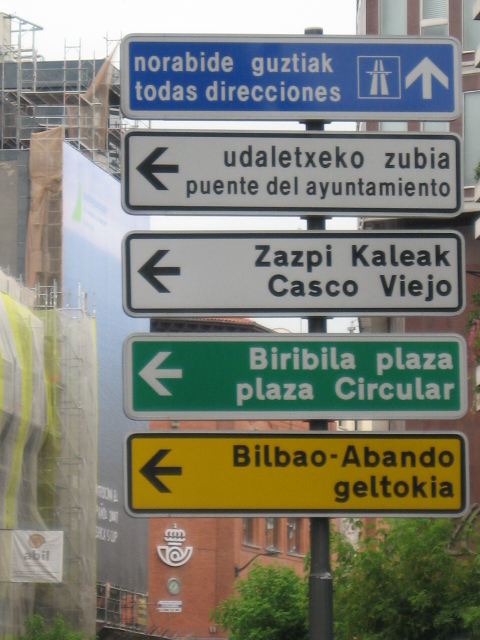 norabide guztiak
todas direcciones
udaletxeko zubia
puente del ayuntamiento
Zazpi Kaleak
Casco Viejo
Biribila plaza
plaza Circular
Bilbao-Abando
geltokia
abil